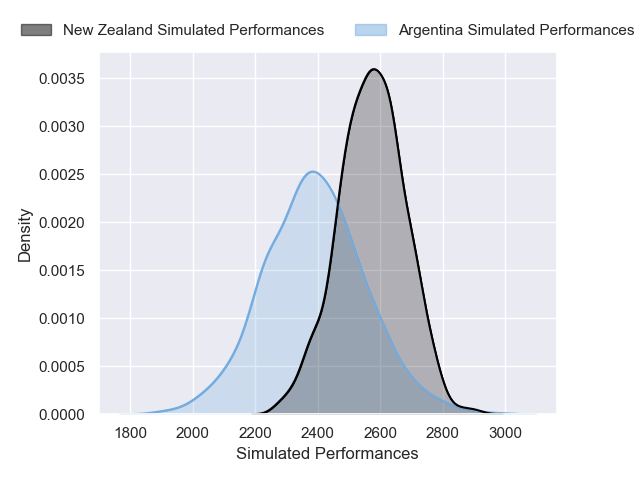 New Zealand Simulated Performances
Argentina Simulated Performances
0.0035
0.0030
0.0025
0.0020
0.0015
0.0010
0.0005
0.0000
Density
1800 2000 2200 2400 2600 2800 3000
Simulated Performances